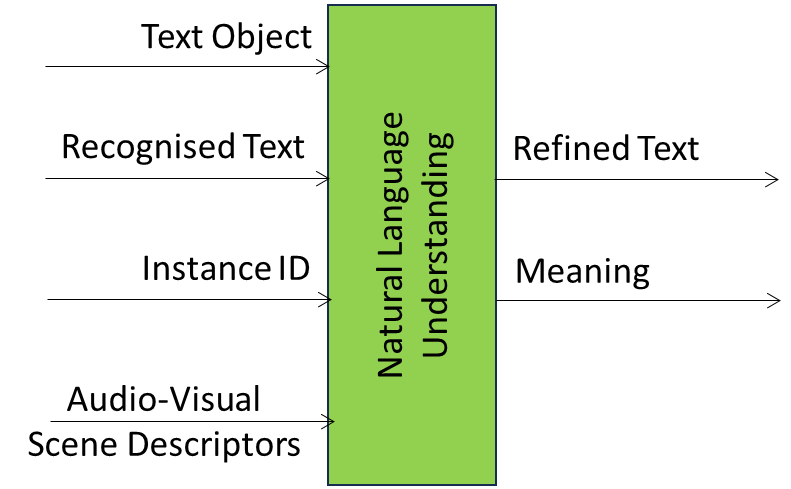 Text Object
Recognised Text
Instance ID
Audio-Visual
Scene Descriptors
Natural Language
Understanding
Refined Text
Meaning